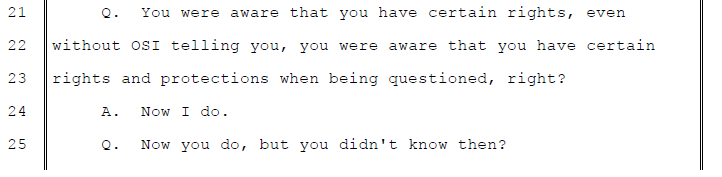 21 Q. You were aware that you have certain rights, even
22 without OSI telling you, you were aware that you have certain
23 rights and protections when being questioned, right?
24 A. Now I do.
25 Q. Now you do, but you didn't know then?